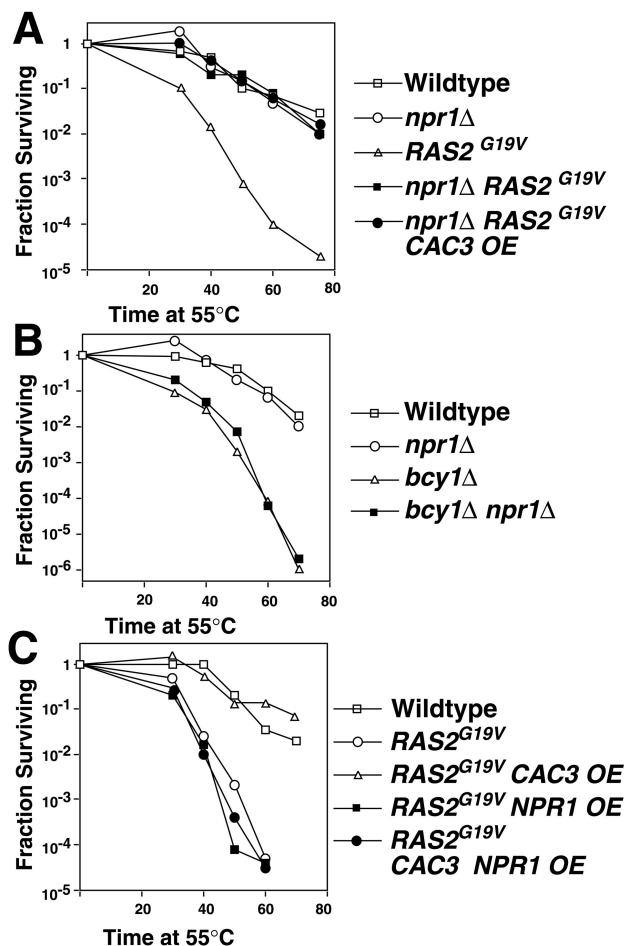 A
Fraction Surviving
1
10-1
10-2
10-3
10-4
10-5
20 40 60 80
Time at 55°C
Wildtype
npr1Δ
RAS2 G19V
npr1Δ RAS2 G19V
npr1Δ RAS2 G19V
CAC3 OE
B
Fraction Surviving
1
10-1
10-2
10-3
10-4
10-5
10-6
20 40 60 80
Time at 55°C
Wildtype
npr1Δ
bcy1Δ
bcy1Δ npr1Δ
C
Fraction Surviving
1
10-1
10-2
10-3
10-4
10-5
20 40 60 80
Time at 55°C
Wildtype
RAS2G19V
RAS2G19V CAC3 OE
RAS2G19V NPR1 OE
RAS2G19V
CAC3 NPR1 OE